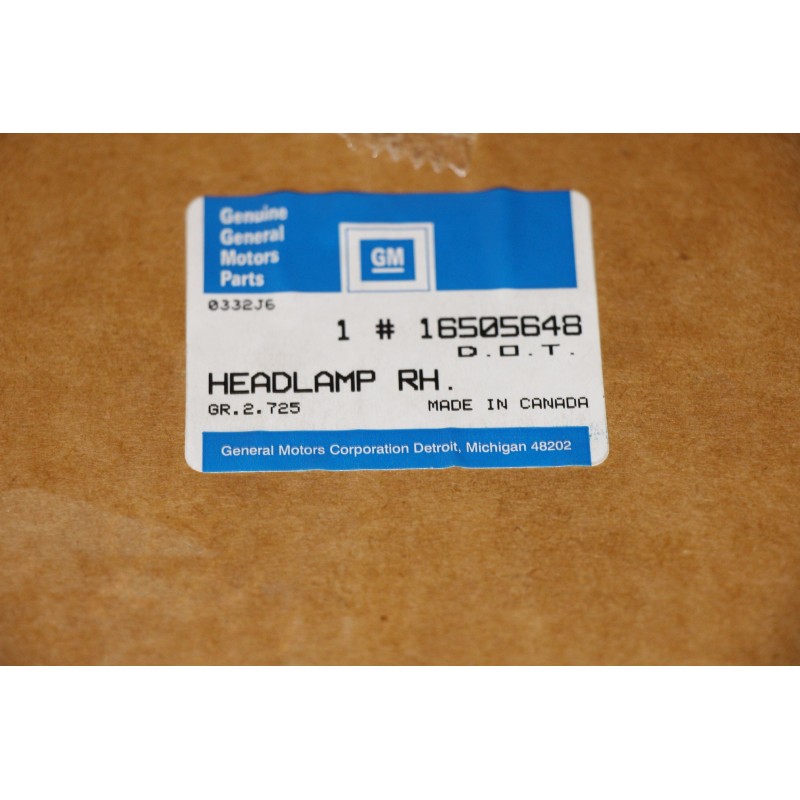 Genuine
General
Motors
Parts
GM
0332J6
1 # 16505648
D.O.T.
HEADLAMP RH.
GR.2.725 MADE IN CANADA
General Motors Corporation Detroit, Michigan 48202